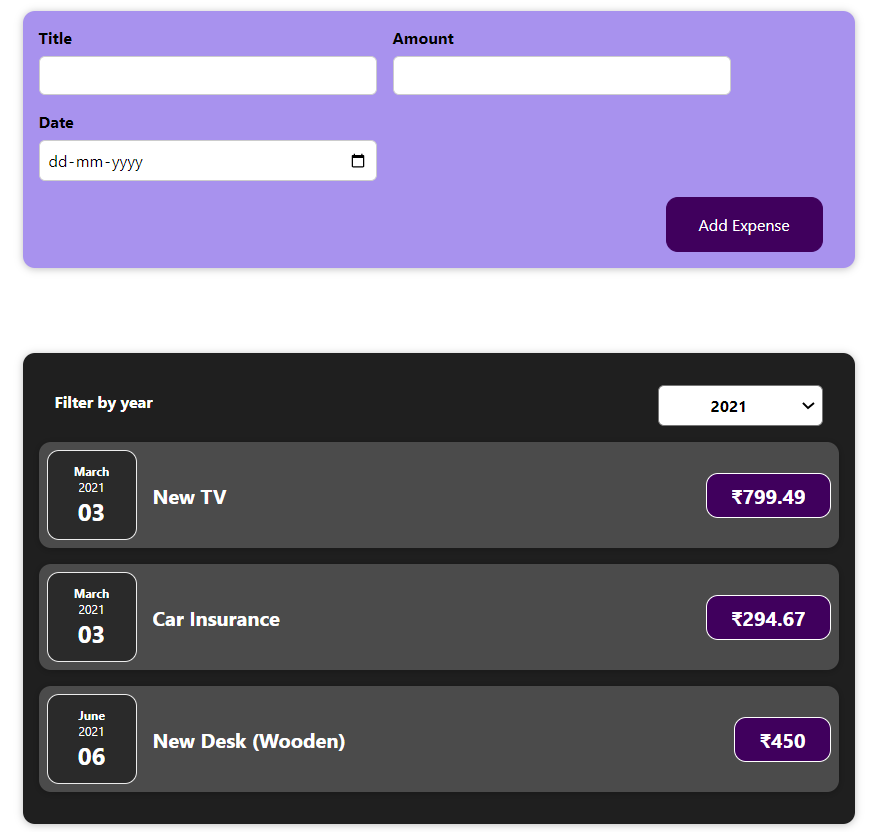 Title Amount
Date
dd-mm-yyyy
Add Expense
Filter by year 2021
March
2021
03
New TV
₹799.49
March
2021
03
Car Insurance
₹294.67
June
2021
06
New Desk (Wooden)
₹450